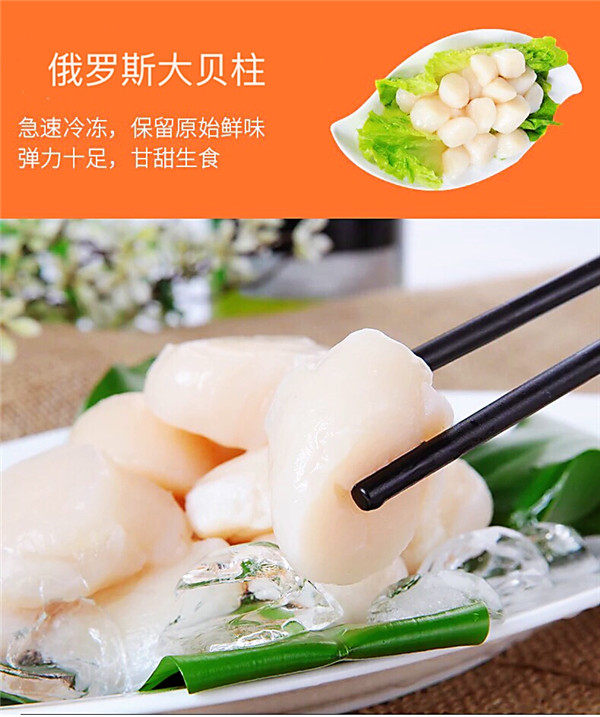 俄罗斯大贝柱
急速冷冻，保留原始鲜味
弹力十足，甘甜生食